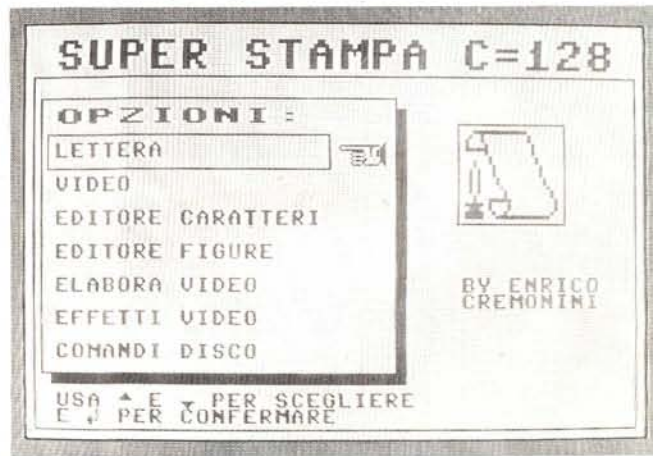 SUPER STAMPA C=128
OPZIONI:
LETTERA
VIDEO
EDITORE CARATTERI
EDITORE FIGURE
ELABORA VIDEO
EFFETTI VIDEO
COMANDI DISCO
BY ENRICO
CREMONINI
USA ▲ E ▼ PER SCEGLIERE
E ↵ PER CONFERMARE